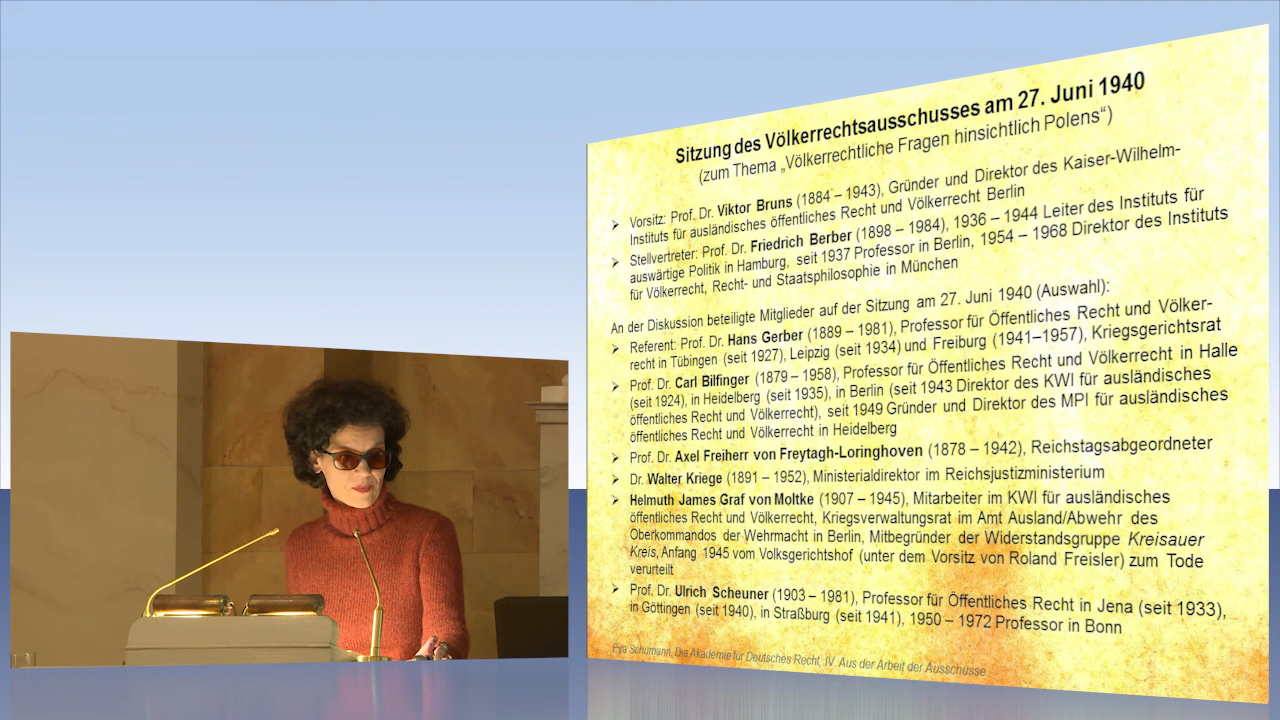 Sitzung des Völkerrechtsausschusses am 27. Juni 1940
(zum Thema „Völkerrechtliche Fragen hinsichtlich Polens“)
➢ Vorsitz: Prof. Dr. Viktor Bruns (1884 – 1943), Gründer und Direktor des Kaiser-Wilhelm-
Instituts für ausländisches öffentliches Recht und Völkerrecht Berlin
➢ Stellvertreter: Prof. Dr. Friedrich Berber (1898 – 1984), 1936 – 1944 Leiter des Instituts für
auswärtige Politik in Hamburg, seit 1937 Professor in Berlin, 1954 – 1968 Direktor des Instituts
für Völkerrecht, Recht- und Staatsphilosophie in München
An der Diskussion beteiligte Mitglieder auf der Sitzung am 27. Juni 1940 (Auswahl):
➢ Referent: Prof. Dr. Hans Gerber (1889 – 1981), Professor für Öffentliches Recht und Völker-
recht in Tübingen (seit 1927), Leipzig (seit 1934) und Freiburg (1941–1957), Kriegsgerichtsrat
➢ Prof. Dr. Carl Bilfinger (1879 – 1958), Professor für Öffentliches Recht und Völkerrecht in Halle
(seit 1924), in Heidelberg (seit 1935), in Berlin (seit 1943 Direktor des KWI für ausländisches
öffentliches Recht und Völkerrecht), seit 1949 Gründer und Direktor des MPI für ausländisches
öffentliches Recht und Völkerrecht in Heidelberg
➢ Prof. Dr. Axel Freiherr von Freytagh-Loringhoven (1878 – 1942), Reichstagsabgeordneter
➢ Dr. Walter Kriege (1891 – 1952), Ministerialdirektor im Reichsjustizministerium
➢ Helmuth James Graf von Moltke (1907 – 1945), Mitarbeiter im KWI für ausländisches
öffentliches Recht und Völkerrecht, Kriegsverwaltungsrat im Amt Ausland/Abwehr des
Oberkommandos der Wehrmacht in Berlin, Mitbegründer der Widerstandsgruppe Kreisauer
Kreis, Anfang 1945 vom Volksgerichtshof (unter dem Vorsitz von Roland Freisler) zum Tode
verurteilt
➢ Prof. Dr. Ulrich Scheuner (1903 – 1981), Professor für Öffentliches Recht in Jena (seit 1933),
in Göttingen (seit 1940), in Straßburg (seit 1941), 1950 – 1972 Professor in Bonn
Eva Schumann, Die Akademie für Deutsches Recht, IV. Aus der Arbeit der Ausschüsse